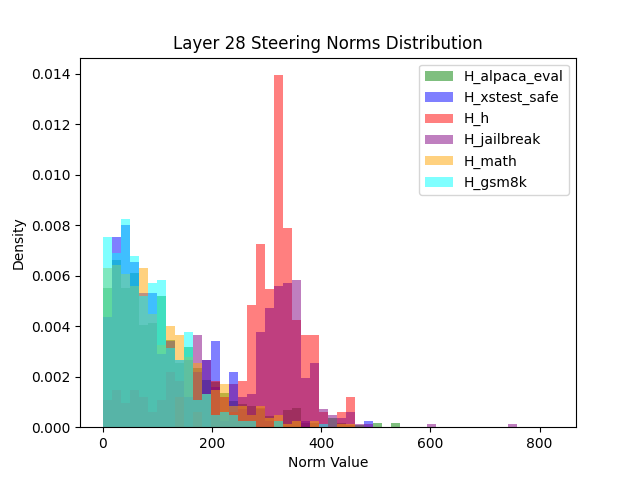 Layer 28 Steering Norms Distribution
H_alpaca_eval
H_xstest_safe
H_h
H_jailbreak
H_math
H_gsm8k
Density
0.014
0.012
0.010
0.008
0.006
0.004
0.002
0.000
0 200 400 600 800
Norm Value